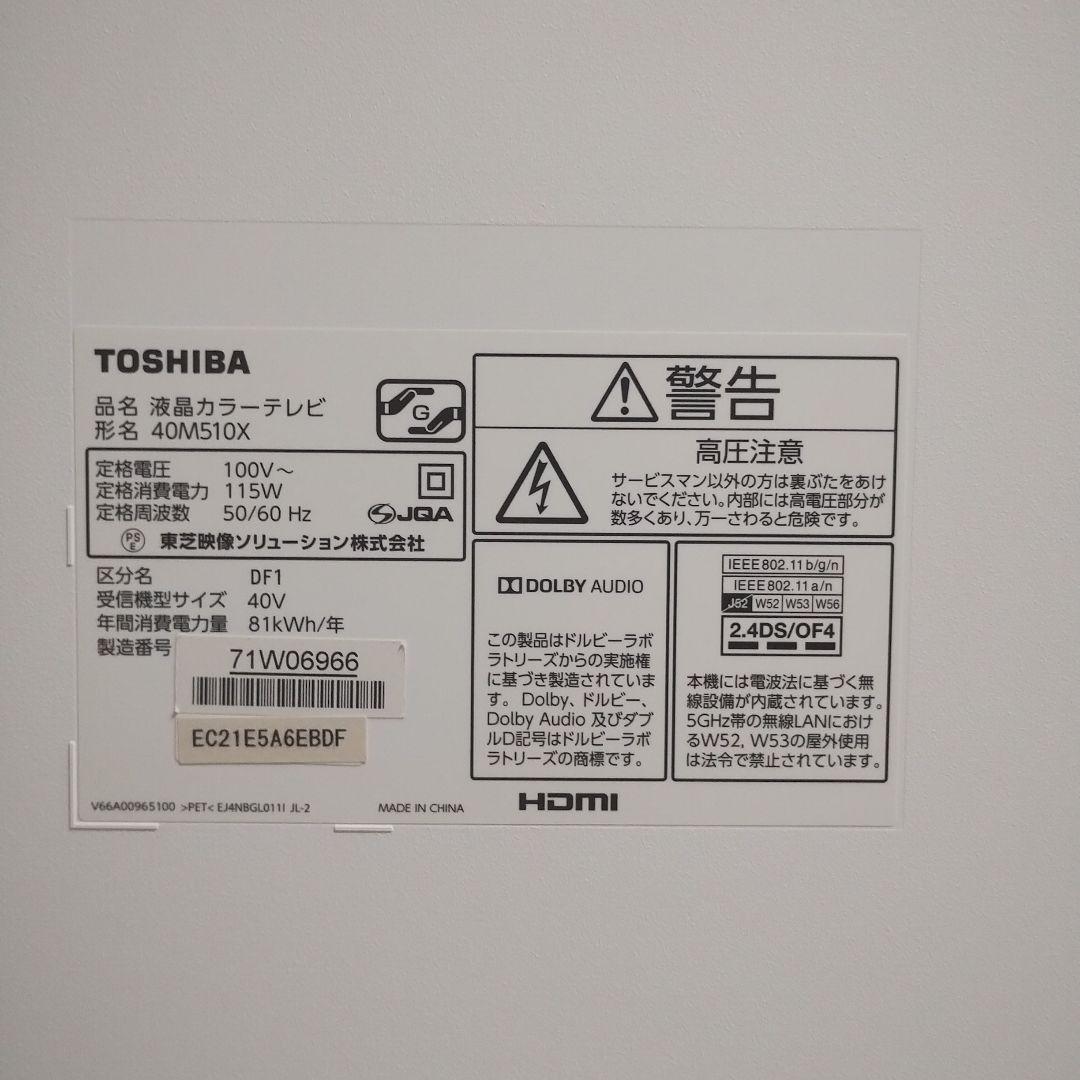 TOSHIBA
品名 液晶カラーテレビ
形名 40M510X
G
定格電圧 100V～
定格消費電力 115W
定格周波数 50/60 Hz
JQA
PSE 東芝映像ソリューション株式会社
区分名 DF1
受信機型サイズ 40V
年間消費電力量 81kWh/年
製造番号
71W06966
EC21E5A6EBDF
V66A00965100 >PET< EJ4NBGL011I JL-2
MADE IN CHINA
警告
高圧注意
サービスマン以外の方は裏ぶたをあけ
ないでください。内部には高電圧部分が
数多くあり、万一さわると危険です。
DOLBY AUDIO
この製品はドルビーラボ
ラトリーズからの実施権
に基づき製造されていま
す。Dolby、ドルビー、
Dolby Audio 及びダブ
ルD記号はドルビーラボ
ラトリーズの商標です。
HDMI
IEEE802.11b/g/n
IEEE802.11a/n
J52 W52 W53 W56
2.4DS/OF4
本機には電波法に基づく無
線設備が内蔵されています。
5GHz帯の無線LANにおけ
るW52, W53の屋外使用
は法令で禁止されています。